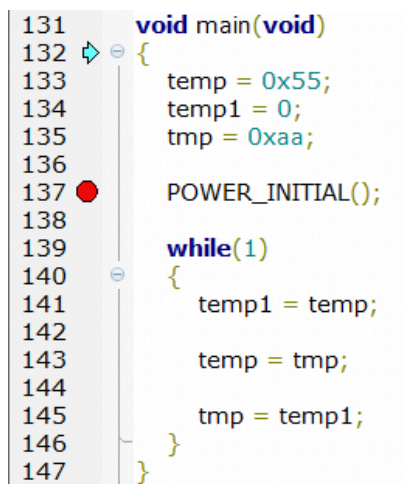 131 void main(void)
132 {
133 temp = 0x55;
134 temp1 = 0;
135 tmp = 0xaa;
136
137 POWER_INITIAL();
138
139 while(1)
140 {
141 temp1 = temp;
142
143 temp = tmp;
144
145 tmp = temp1;
146 }
147 }